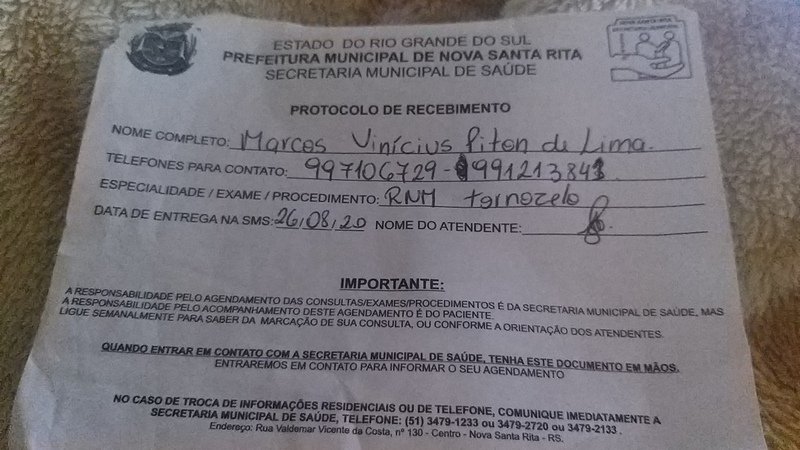 ESTADO DO RIO GRANDE DO SUL
PREFEITURA MUNICIPAL DE NOVA SANTA RITA
SECRETARIA MUNICIPAL DE SAÚDE
PROTOCOLO DE RECEBIMENTO
NOME COMPLETO: Marcos Vinícius Piton de Lima.
TELEFONES PARA CONTATO: 997106729-991213841.
ESPECIALIDADE / EXAME / PROCEDIMENTO: RNM tornozelo
DATA DE ENTREGA NA SMS: 26/08/20 NOME DO ATENDENTE:
IMPORTANTE:
A RESPONSABILIDADE PELO AGENDAMENTO DAS CONSULTAS/EXAMES/PROCEDIMENTOS É DA SECRETARIA MUNICIPAL DE SAÚDE, MAS
A RESPONSABILIDADE PELO ACOMPANHAMENTO DESTE AGENDAMENTO É DO PACIENTE.
LIGUE SEMANALMENTE PARA SABER DA MARCAÇÃO DE SUA CONSULTA, OU CONFORME A ORIENTAÇÃO DOS ATENDENTES.
QUANDO ENTRAR EM CONTATO COM A SECRETARIA MUNICIPAL DE SAÚDE, TENHA ESTE DOCUMENTO EM MÃOS.
ENTRAREMOS EM CONTATO PARA INFORMAR O SEU AGENDAMENTO
NO CASO DE TROCA DE INFORMAÇÕES RESIDENCIAIS OU DE TELEFONE, COMUNIQUE IMEDIATAMENTE A
SECRETARIA MUNICIPAL DE SAÚDE, TELEFONE: (51) 3479-1233 ou 3479-2720 ou 3479-2133 .
Endereço: Rua Valdemar Vicente da Costa, nº 130 - Centro - Nova Santa Rita - RS.